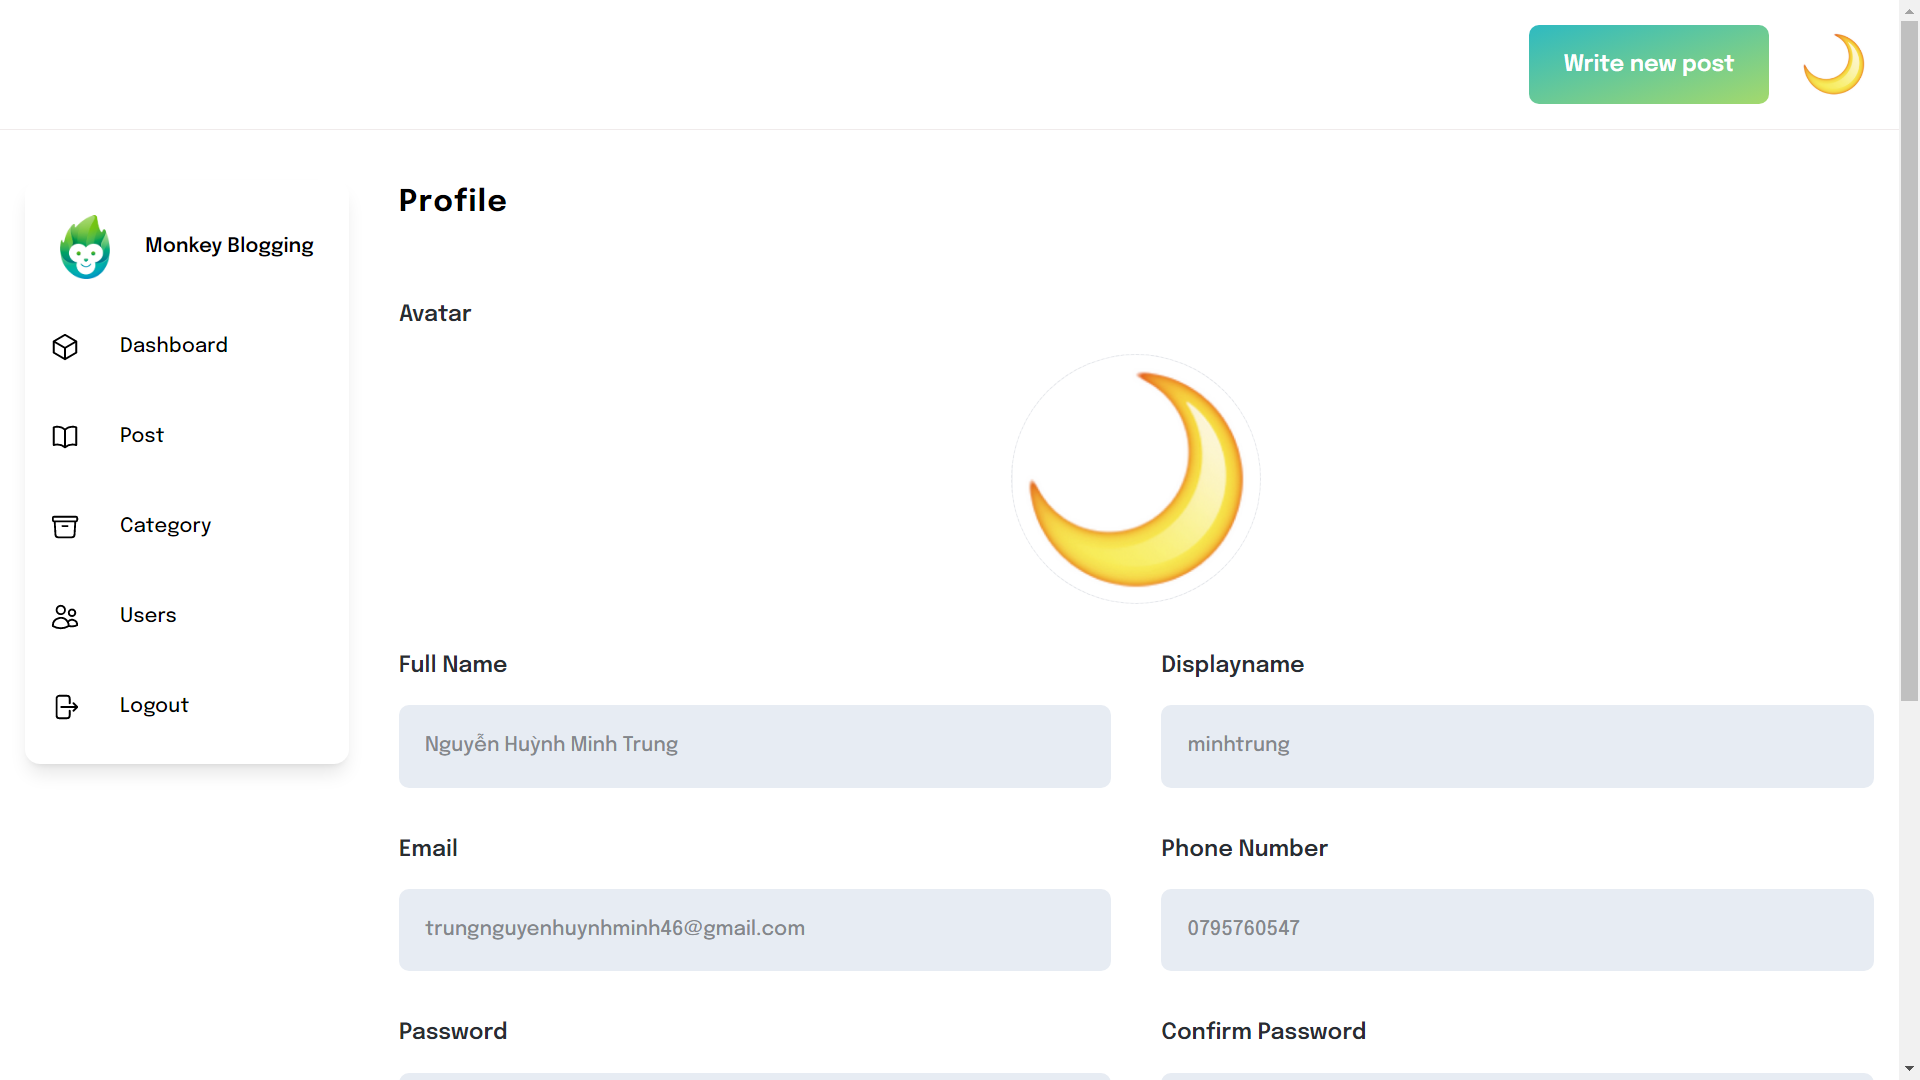 Write new post
Monkey Blogging
Dashboard
Post
Category
Users
Logout
Profile
Avatar
Full Name
Nguyễn Huỳnh Minh Trung
Displayname
minhtrung
Email
trungnguyenhuynhminh46@gmail.com
Phone Number
0795760547
Password
Confirm Password